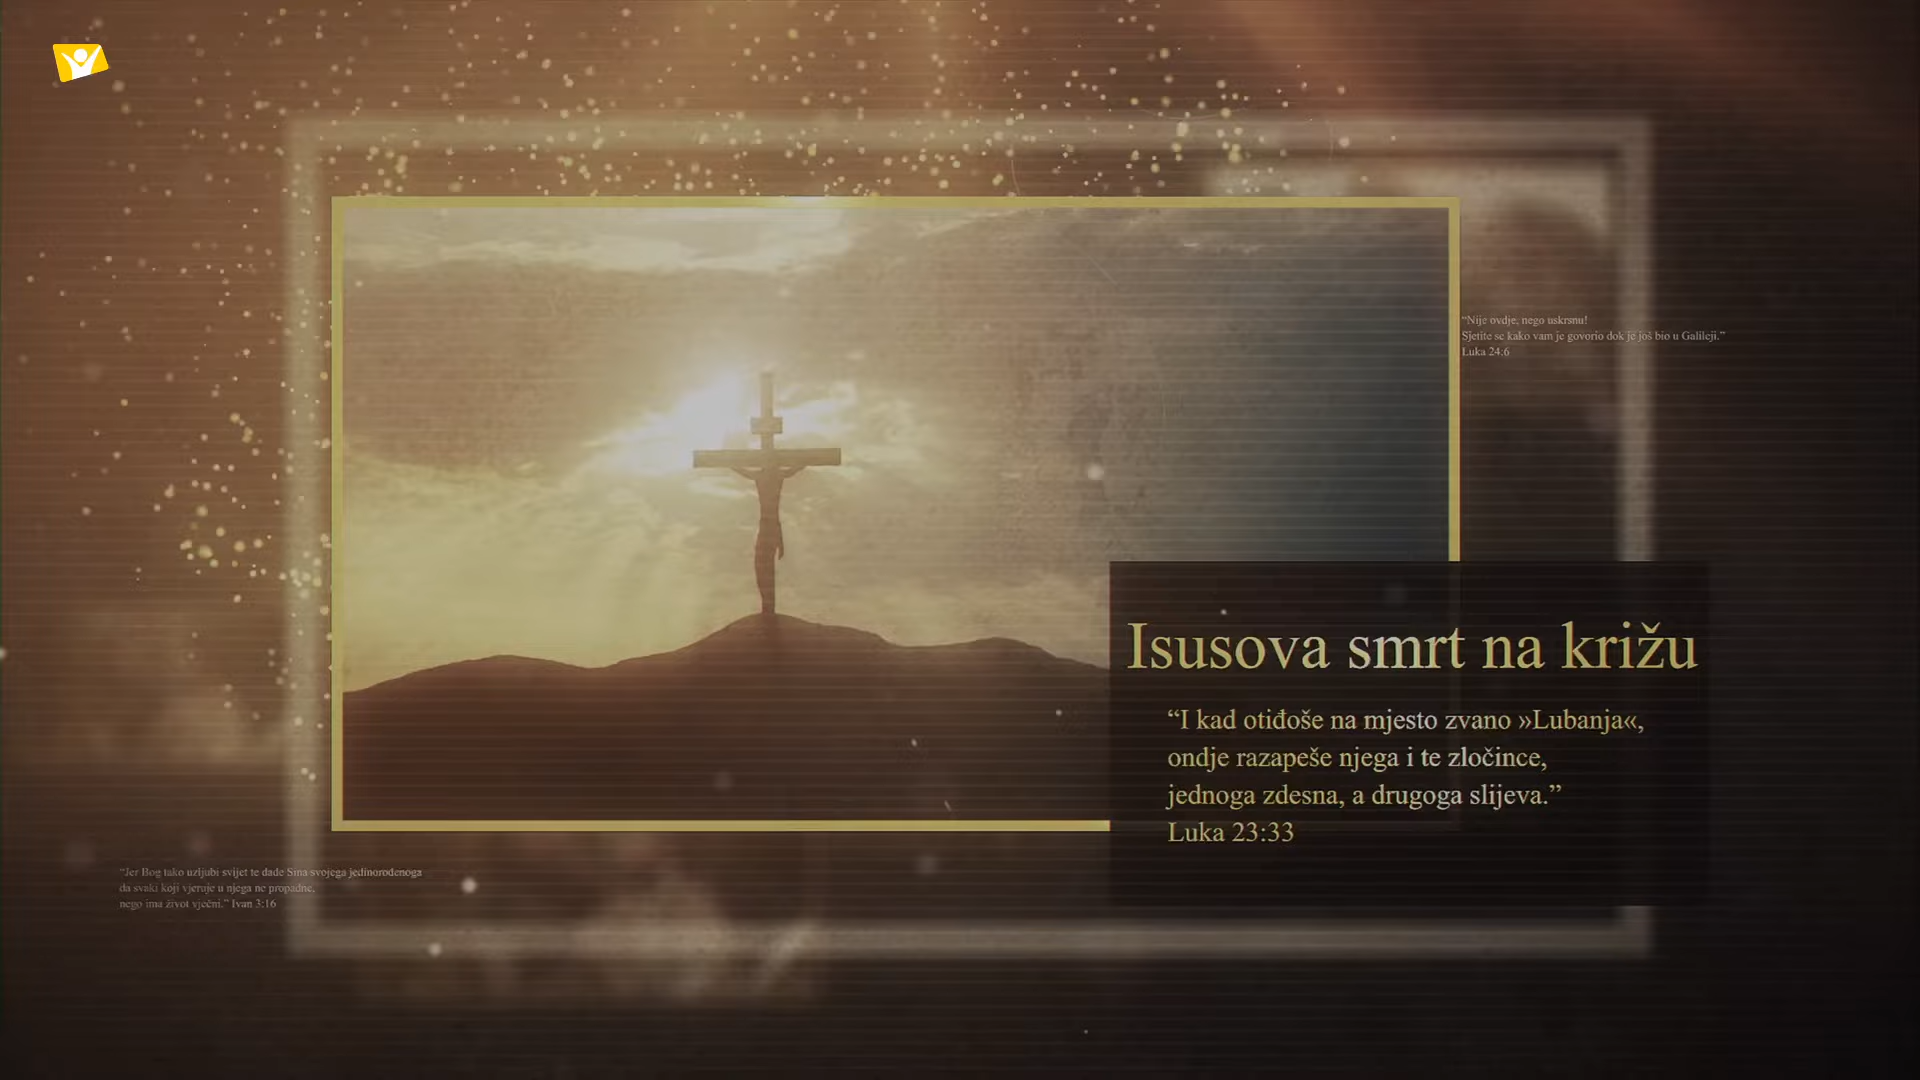 “Nije ovdje, nego uskrsnu!
Sjetite se kako vam je govorio dok je još bio u Galileji.”
Luka 24:6
Isusova smrt na križu
“I kad otiđoše na mjesto zvano »Lubanja«,
ondje razapeše njega i te zločince,
jednoga zdesna, a drugoga slijeva.”
Luka 23:33
“Jer Bog tako uzljubi svijet te dade Sina svojega jedinorođenoga
da svaki koji vjeruje u njega ne propadne,
nego ima život vječni.” Ivan 3:16